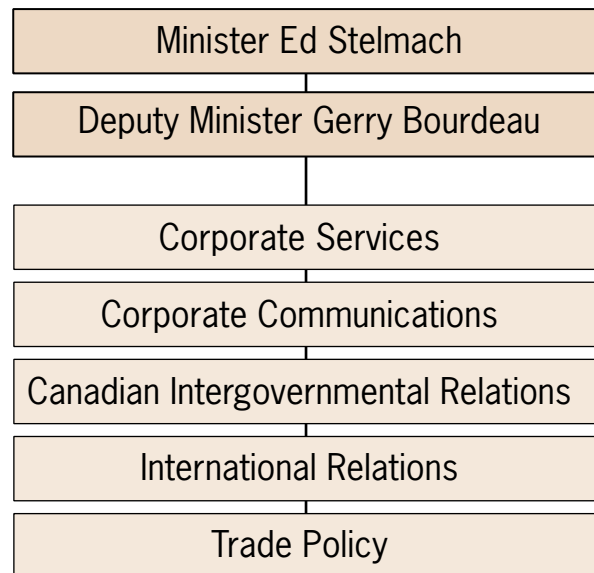 Minister Ed Stelmach
Deputy Minister Gerry Bourdeau
Corporate Services
Corporate Communications
Canadian Intergovernmental Relations
International Relations
Trade Policy